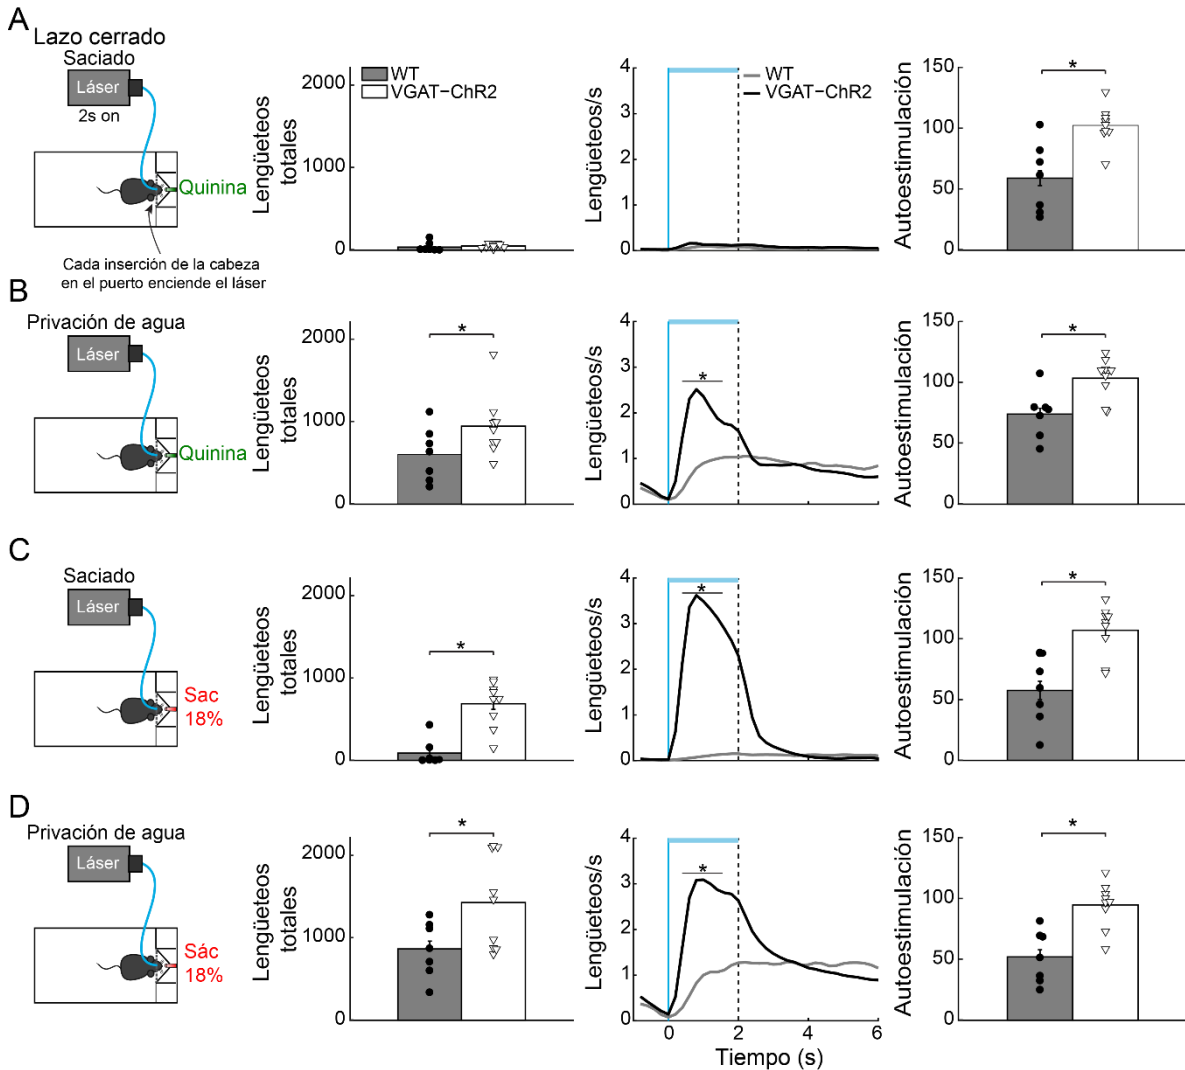 A
Lazo cerrado
Saciado
Láser
2s on
Quinina
Cada inserción de la cabeza
en el puerto enciende el láser
Lengüeteos
totales
2000
1000
0
WT
VGAT−ChR2
Lengüeteos/s
4
3
2
1
0
WT
VGAT−ChR2
Autoestimulación
150
100
50
0
*
B
Privación de agua
Láser
Quinina
Lengüeteos
totales
2000
1000
0
*
Lengüeteos/s
4
3
2
1
0
*
Autoestimulación
150
100
50
0
*
C
Saciado
Láser
Sac
18%
Lengüeteos
totales
2000
1000
0
*
Lengüeteos/s
4
3
2
1
0
*
Autoestimulación
150
100
50
0
*
D
Privación de agua
Láser
Sác
18%
Lengüeteos
totales
2000
1000
0
*
Lengüeteos/s
4
3
2
1
0
*
0 2 4 6
Tiempo (s)
Autoestimulación
150
100
50
0
*